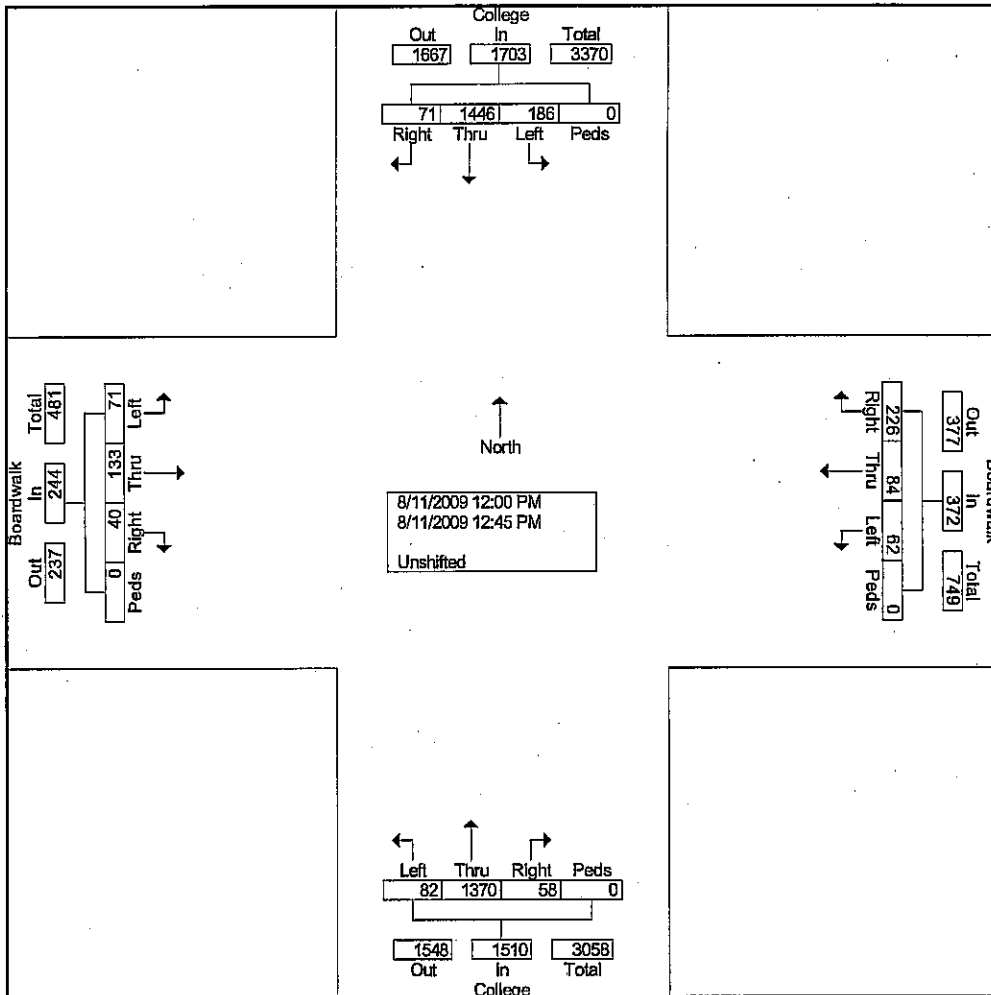 College
Out In Total
1667 1703 3370
71 1446 186 0
Right Thru Left Peds
Boardwalk
Total In Out
481 244 237
71 133 40 0
Left Thru Right Peds
North
8/11/2009 12:00 PM
8/11/2009 12:45 PM
Unshifted
Right Thru Left Peds
226 84 62 0
Out In Total
377 372 749
Boardwalk
Left Thru Right Peds
82 1370 58 0
1548 1510 3058
Out In Total
College